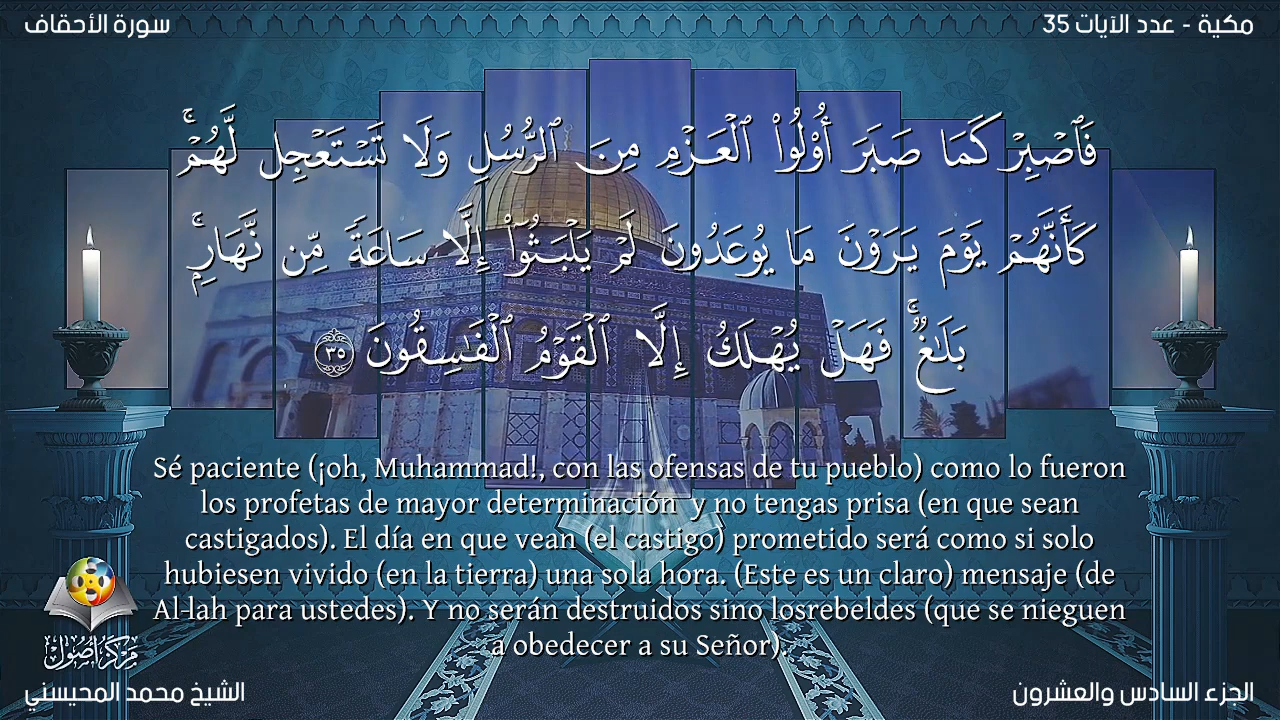 مكية - عدد الآيات 35
سورة الأحقاف
فَٱصْبِرْ كَمَا صَبَرَ أُو۟لُوا۟ ٱلْعَزْمِ مِنَ ٱلرُّسُلِ وَلَا تَسْتَعْجِل لَّهُمْ ۚ
كَأَنَّهُمْ يَوْمَ يَرَوْنَ مَا يُوعَدُونَ لَمْ يَلْبَثُوٓا۟ إِلَّا سَاعَةً مِّن نَّهَارٍۭ ۚ
بَلَـٰغٌ ۚ فَهَلْ يُهْلَكُ إِلَّا ٱلْقَوْمُ ٱلْفَـٰسِقُونَ ٣٥
Sé paciente (¡oh, Muhammad!, con las ofensas de tu pueblo) como lo fueron
los profetas de mayor determinación y no tengas prisa (en que sean
castigados). El día en que vean (el castigo) prometido será como si solo
hubiesen vivido (en la tierra) una sola hora. (Este es un claro) mensaje (de
Al-lah para ustedes). Y no serán destruidos sino losrebeldes (que se nieguen
a obedecer a su Señor).
مركز أصول
الجزء السادس والعشرون
الشيخ محمد المحيسني